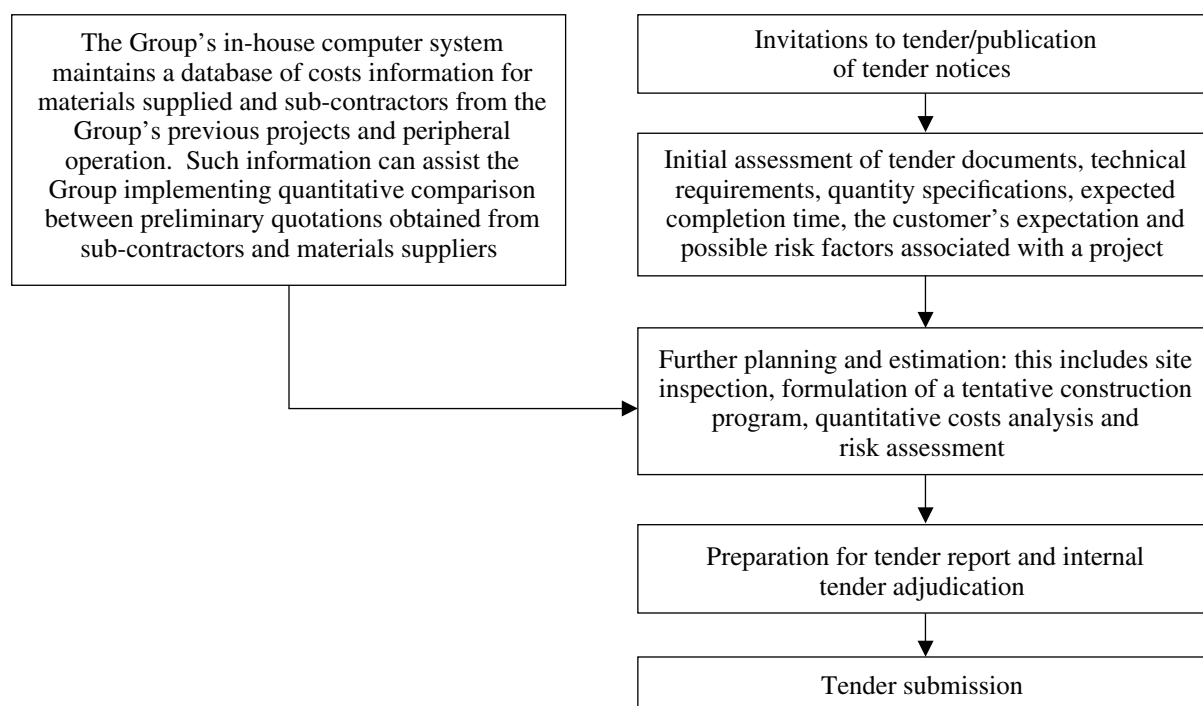 The Group's in-house computer system
maintains a database of costs information for
materials supplied and sub-contractors from the
Group's previous projects and peripheral
operation. Such information can assist the
Group implementing quantitative comparison
between preliminary quotations obtained from
sub-contractors and materials suppliers
Invitations to tender/publication
of tender notices
Initial assessment of tender documents, technical
requirements, quantity specifications, expected
completion time, the customer's expectation and
possible risk factors associated with a project
Further planning and estimation: this includes site
inspection, formulation of a tentative construction
program, quantitative costs analysis and
risk assessment
Preparation for tender report and internal
tender adjudication
Tender submission